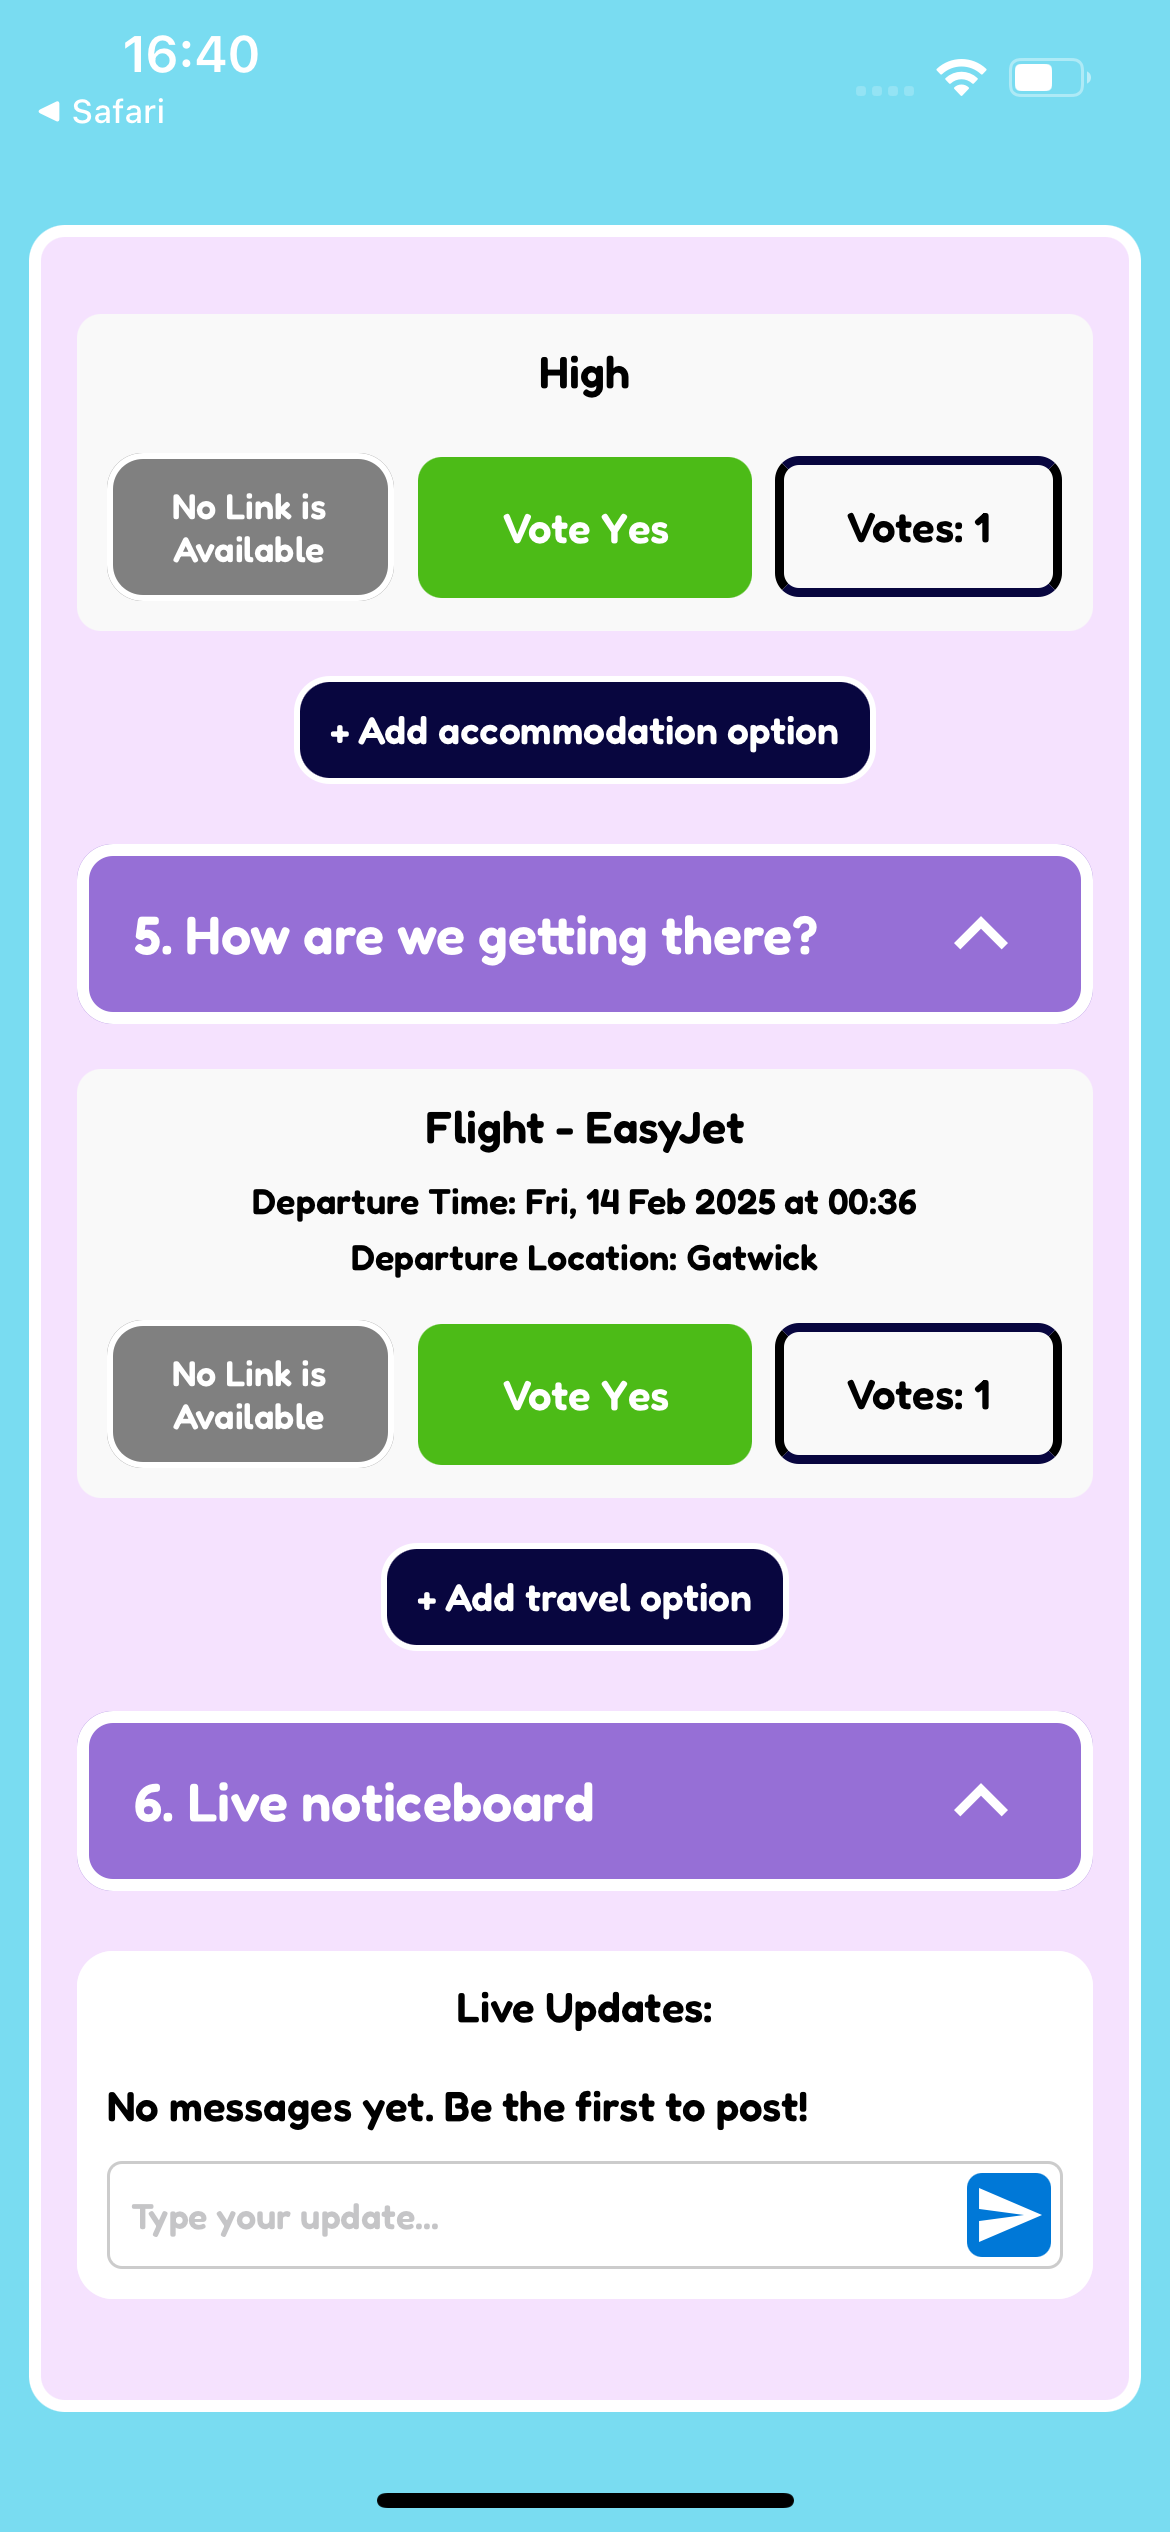 16:40
Safari
High
No Link is
Available
Vote Yes
Votes: 1
+ Add accommodation option
5. How are we getting there?
Flight - EasyJet
Departure Time: Fri, 14 Feb 2025 at 00:36
Departure Location: Gatwick
No Link is
Available
Vote Yes
Votes: 1
+ Add travel option
6. Live noticeboard
Live Updates:
No messages yet. Be the first to post!
Type your update...